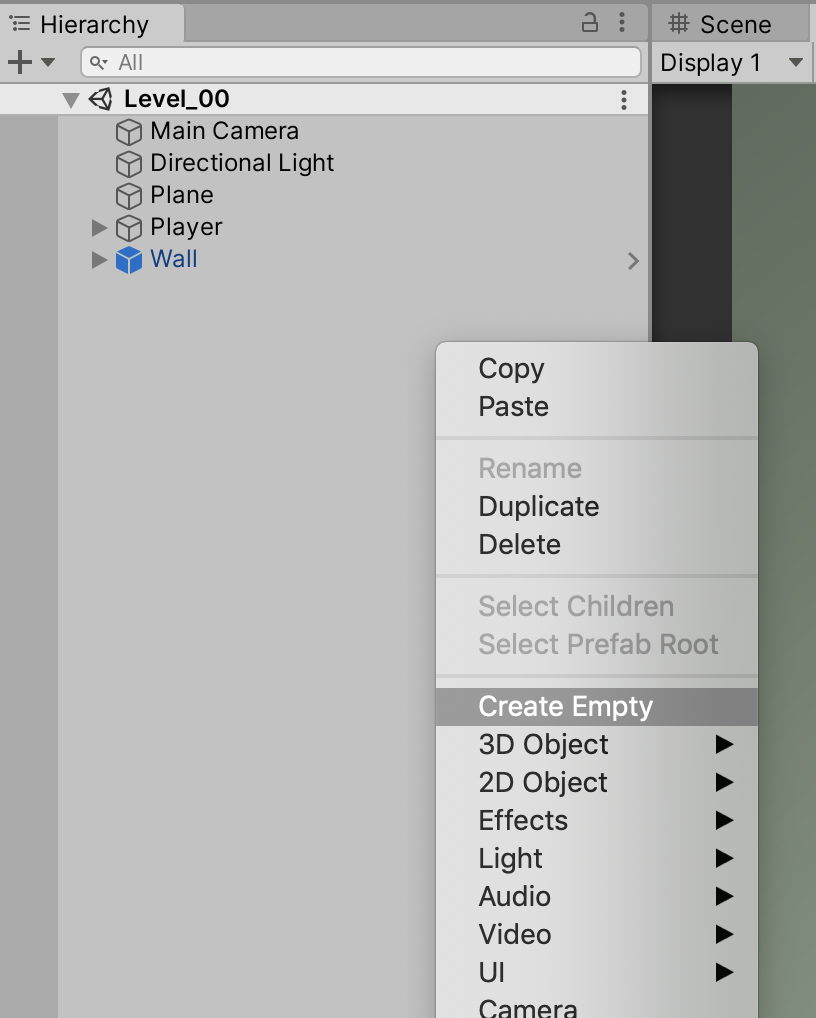 Hierarchy
Scene
All
Display 1
Level_00
Main Camera
Directional Light
Plane
Player
Wall
Copy
Paste
Rename
Duplicate
Delete
Select Children
Select Prefab Root
Create Empty
3D Object
2D Object
Effects
Light
Audio
Video
UI
Camera